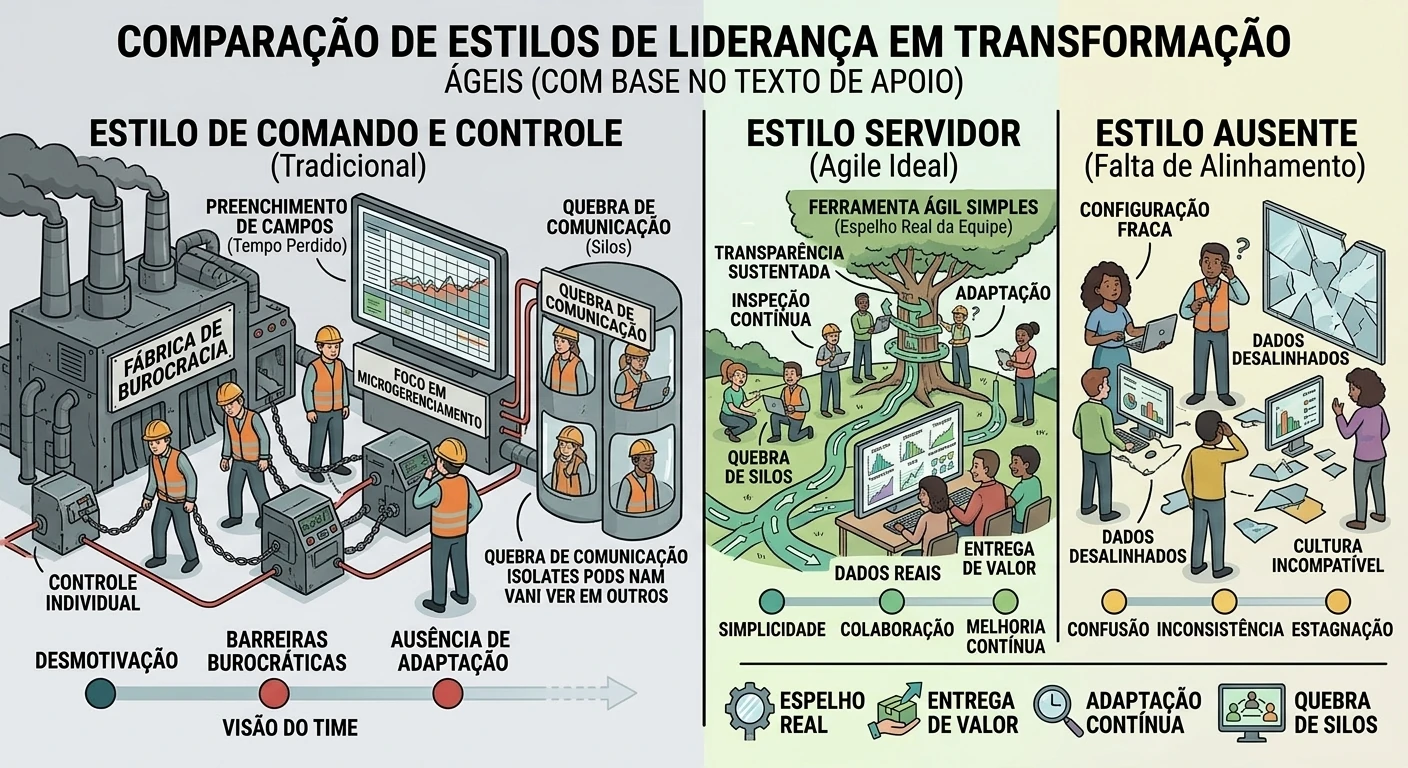 COMPARAÇÃO DE ESTILOS DE LIDERANÇA EM TRANSFORMAÇÃO
ÁGEIS (COM BASE NO TEXTO DE APOIO)
ESTILO DE COMANDO E CONTROLE
(Tradicional)
PREENCHIMENTO
DE CAMPOS
(Tempo Perdido)
QUEBRA DE
COMUNICAÇÃO
(Silos)
FÁBRICA DE
BUROCRACIA
FOCO EM
MICROGERENCIAMENTO
QUEBRA DE
COMUNICAÇÃO
CONTROLE
INDIVIDUAL
QUEBRA DE COMUNICAÇÃO
ISOLATES PODS NAM
VANI VER EM OUTROS
DESMOTIVAÇÃO
BARREIRAS
BUROCRÁTICAS
AUSÊNCIA DE
ADAPTAÇÃO
VISÃO DO TIME
ESTILO SERVIDOR
(Agile Ideal)
FERRAMENTA ÁGIL SIMPLES
(Espelho Real da Equipe)
TRANSPARÊNCIA
SUSTENTADA
INSPEÇÃO
CONTÍNUA
ADAPTAÇÃO
?
QUEBRA
DE SILOS
DADOS REAIS
ENTREGA
DE VALOR
SIMPLICIDADE
COLABORAÇÃO
MELHORIA
CONTÍNUA
ESTILO AUSENTE
(Falta de Alinhamento)
CONFIGURAÇÃO
FRACA
?
DADOS
DESALINHADOS
DADOS
DESALINHADOS
CULTURA
INCOMPATÍVEL
CONFUSÃO
INCONSISTÊNCIA
ESTAGNAÇÃO
ESPELHO
REAL
ENTREGA
DE VALOR
ADAPTAÇÃO
CONTÍNUA
QUEBRA
DE SILOS